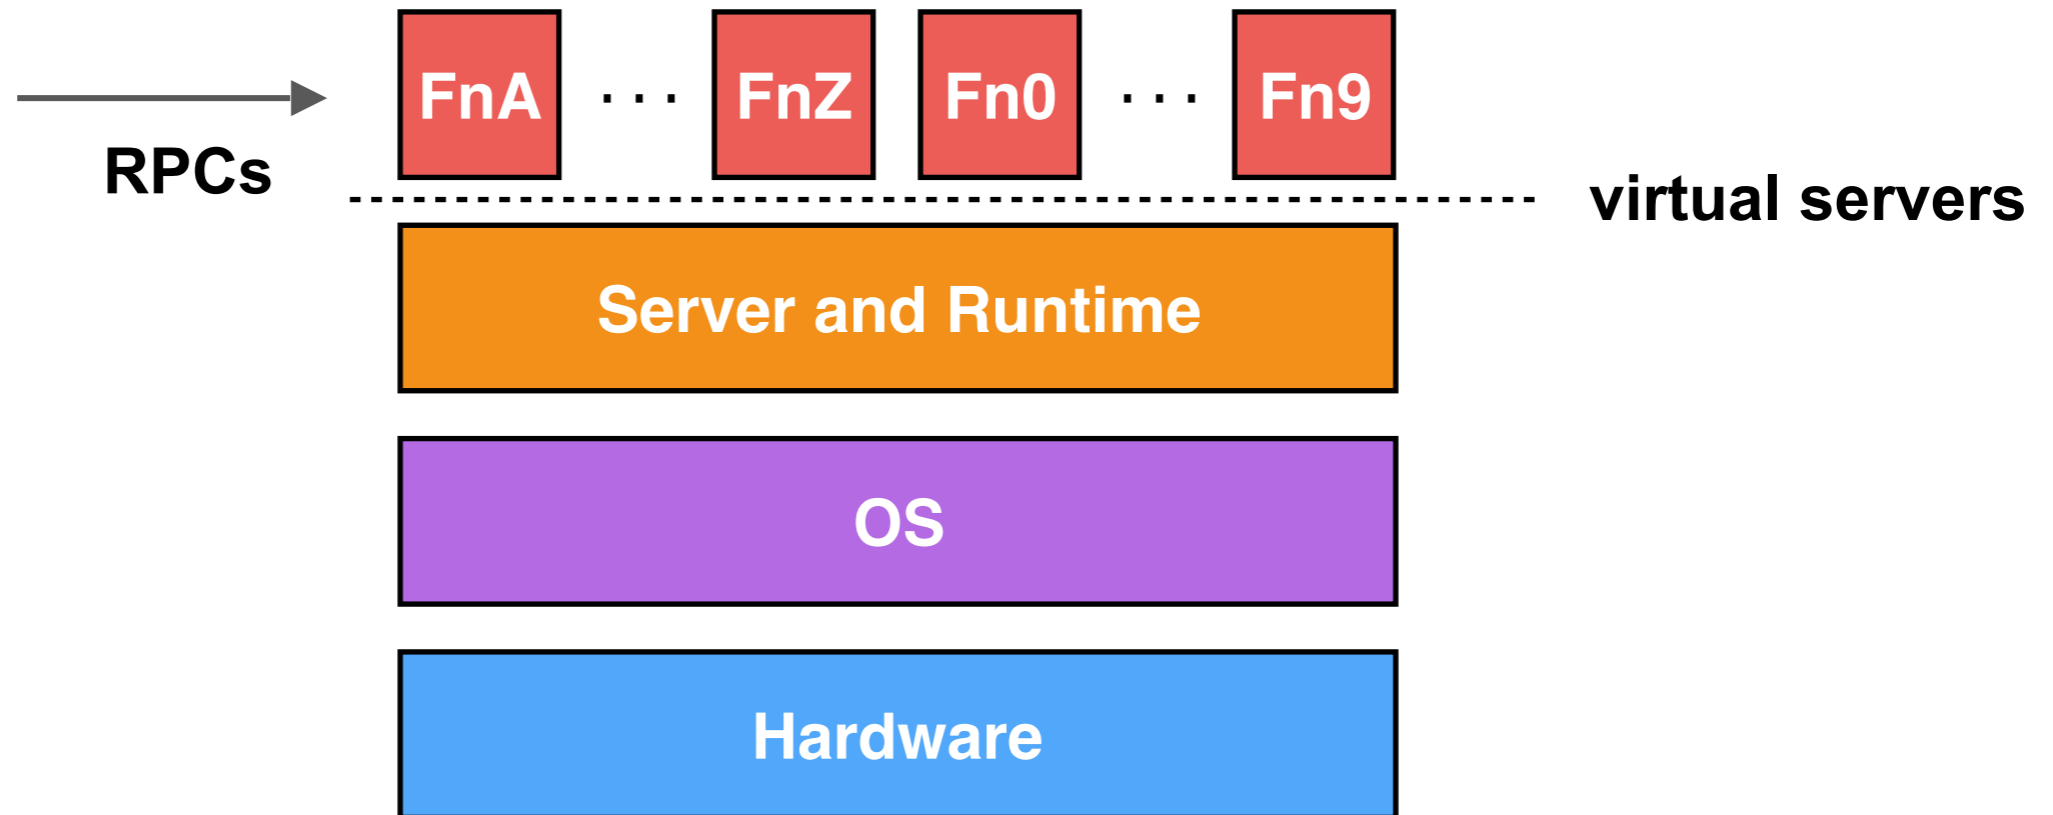 FnA ... FnZ Fn0 ... Fn9
RPCs
virtual servers
Server and Runtime
OS
Hardware